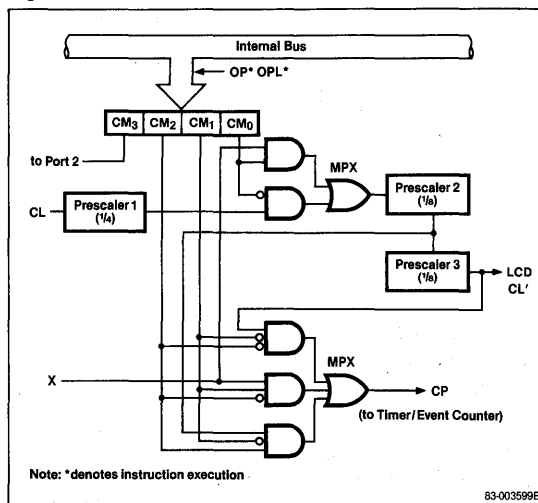 Internal Bus
OP* OPL*
CM3 CM2 CM1 CM0
to Port 2
MPX
CL
Prescaler 1
(1/4)
Prescaler 2
(1/8)
Prescaler 3
(1/8)
LCD
CL'
MPX
X
CP
(to Timer/Event Counter)
Note: *denotes instruction execution
83-003599B